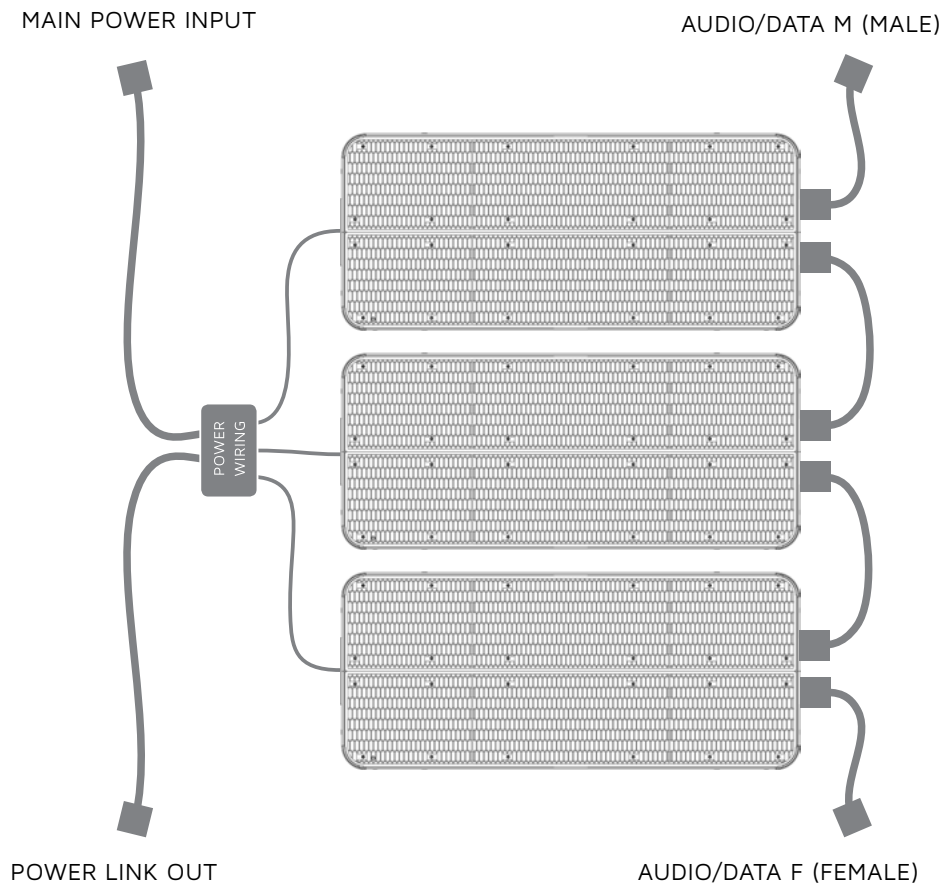 MAIN POWER INPUT
AUDIO/DATA M (MALE)
POWER
WIRING
POWER LINK OUT
AUDIO/DATA F (FEMALE)